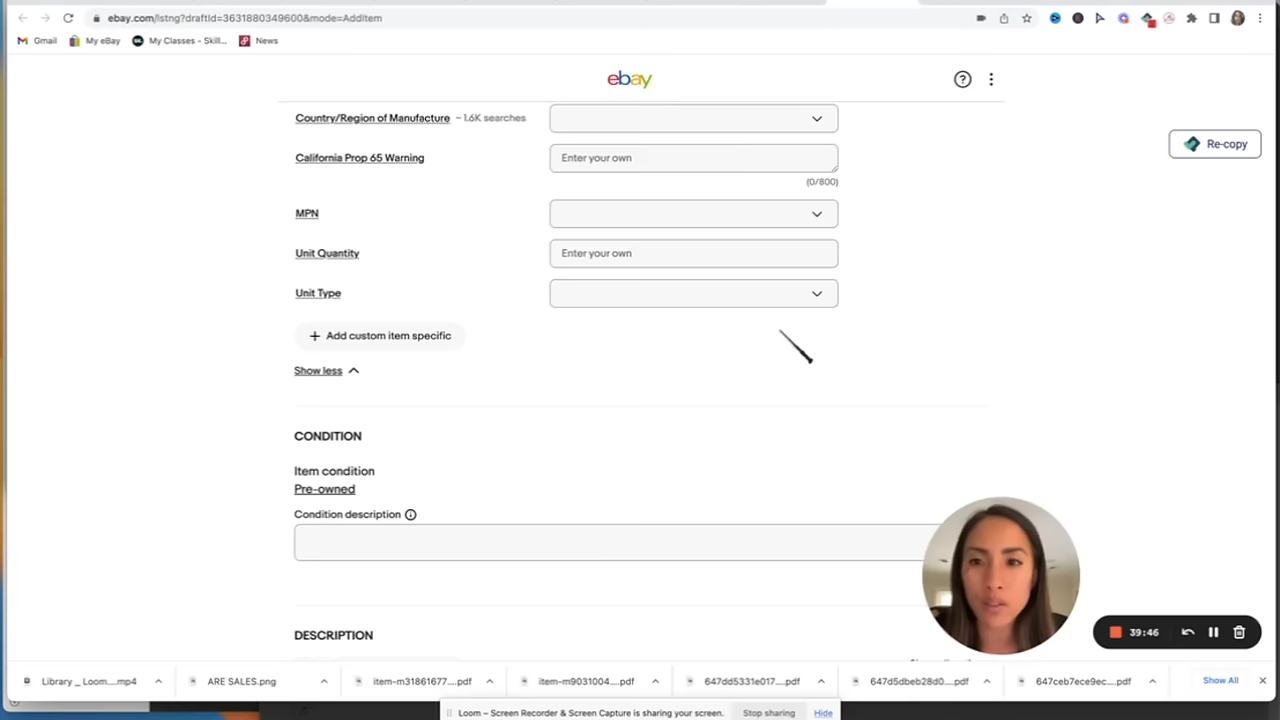 ebay.com/lstng?draftId=3631880349600&mode=AddItem
Gmail
My eBay
My Classes - Skill...
News
ebay
Country/Region of Manufacture ~ 1.6K searches
California Prop 65 Warning
Enter your own
(0/800)
Re-copy
MPN
Unit Quantity
Enter your own
Unit Type
+ Add custom item specific
Show less
CONDITION
Item condition
Pre-owned
Condition description
DESCRIPTION
39:46
Library _ Loom....mp4
ARE SALES.png
item-m31861677....pdf
item-m9031004....pdf
647dd5331e017....pdf
647d5dbeb28d0....pdf
647ceb7ece9ec....pdf
Show All
Loom – Screen Recorder & Screen Capture is sharing your screen.
Stop sharing
Hide